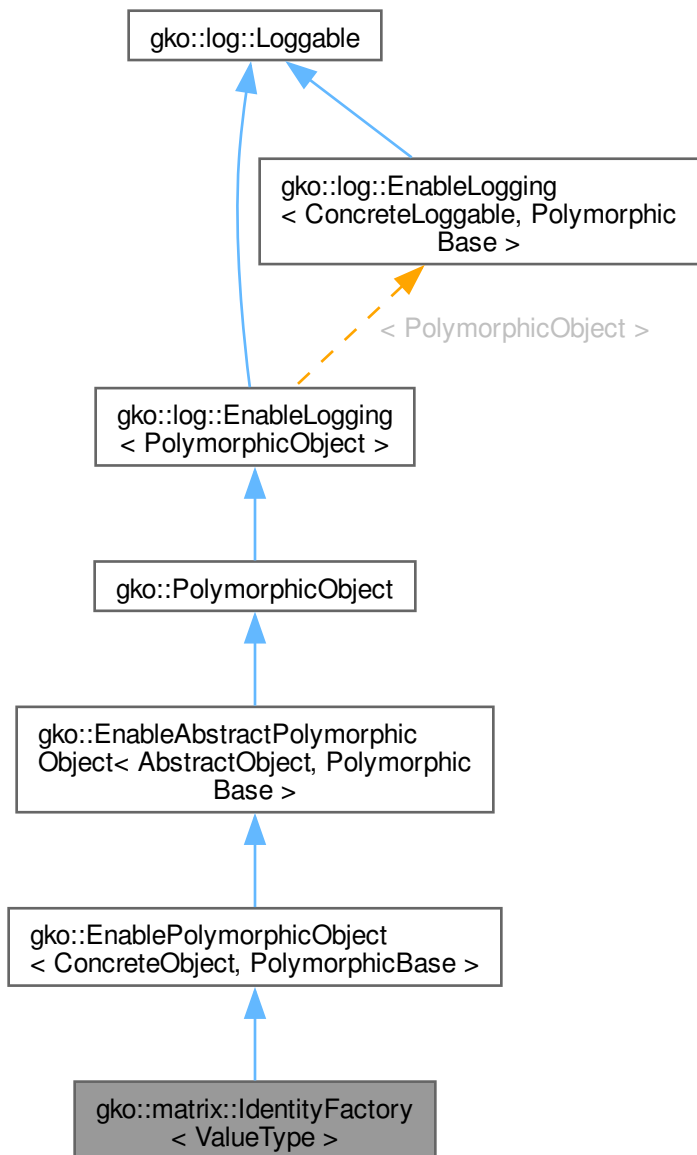 gko::log::Loggable
gko::log::EnableLogging
< ConcreteLoggable, Polymorphic
Base >
< PolymorphicObject >
gko::log::EnableLogging
< PolymorphicObject >
gko::PolymorphicObject
gko::EnableAbstractPolymorphic
Object< AbstractObject, Polymorphic
Base >
gko::EnablePolymorphicObject
< ConcreteObject, PolymorphicBase >
gko::matrix::IdentityFactory
< ValueType >